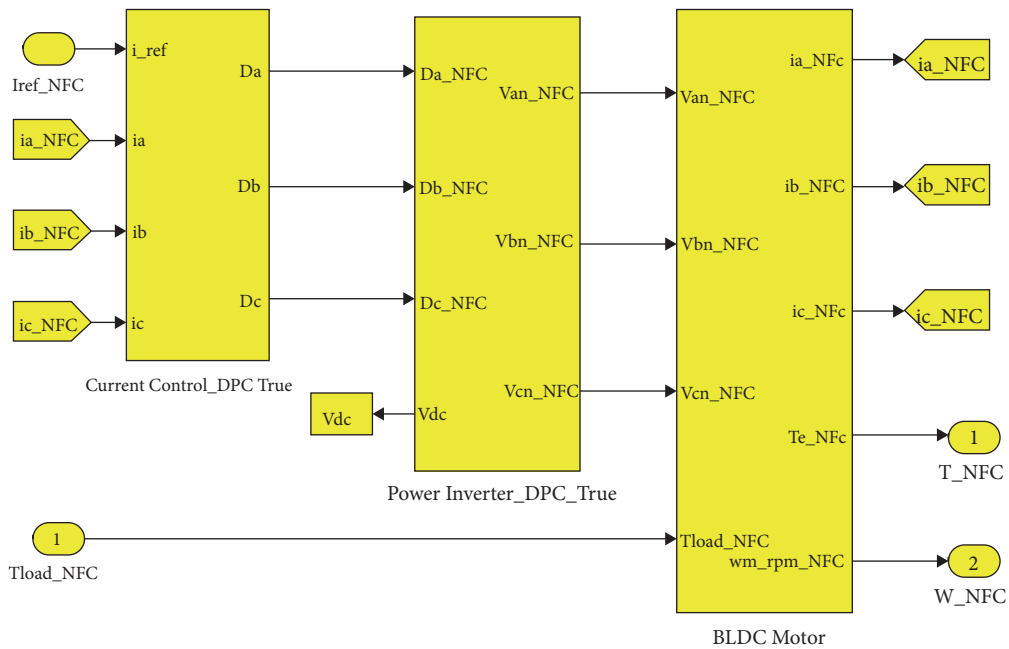 Iref_NFC
ia_NFC
ib_NFC
ic_NFC
i_ref
ia
ib
ic
Da
Db
Dc
Current Control_DPC True
Da_NFC
Db_NFC
Dc_NFC
Vdc
Vdc
Van_NFC
Vbn_NFC
Vcn_NFC
Power Inverter_DPC_True
1
Tload_NFC
Van_NFC
Vbn_NFC
Vcn_NFC
Tload_NFC
ia_NFc
ib_NFC
ic_NFc
Te_NFc
wm_rpm_NFC
BLDC Motor
ia_NFC
ib_NFC
ic_NFC
1
T_NFC
2
W_NFC